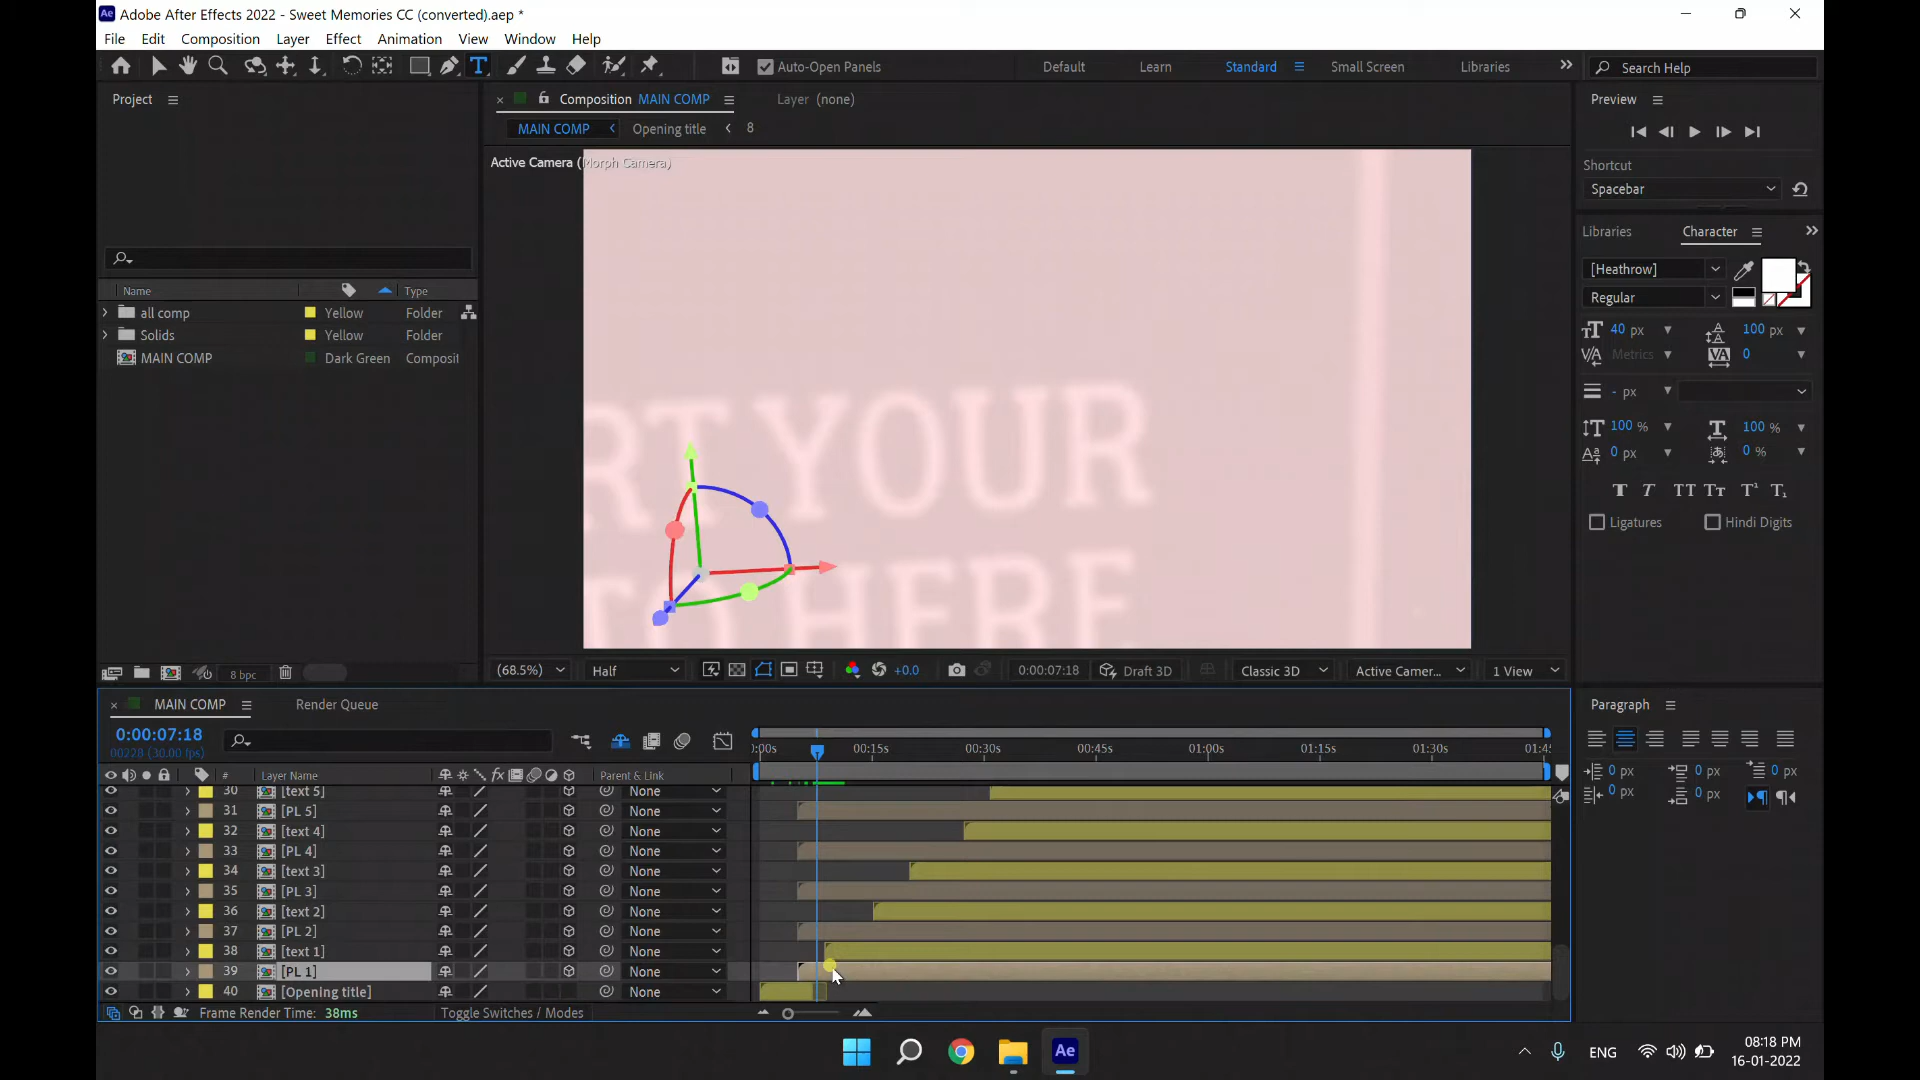 Adobe After Effects 2022 - Sweet Memories CC (converted).aep *
File Edit Composition Layer Effect Animation View Window Help
Auto-Open Panels Default Learn Standard Small Screen Libraries Search Help
Project
Composition MAIN COMP Layer (none)
MAIN COMP Opening title 8
Active Camera (Morph Camera)
RT YOUR
TO HERE
Name Type
all comp Yellow Folder
Solids Yellow Folder
MAIN COMP Dark Green Composit
8 bpc
(68.5%) Half +0.0 0:00:07:18 Draft 3D Classic 3D Active Camer... 1 View
Preview
Shortcut
Spacebar
Libraries Character
[Heathrow]
Regular
40 px 100 px
Metrics 0
- px
100 % 100 %
0 px 0 %
Ligatures Hindi Digits
Paragraph
0 px 0 px 0 px
0 px 0 px
MAIN COMP Render Queue
0:00:07:18
00228 (30.00 fps)
:00s 00:15s 00:30s 00:45s 01:00s 01:15s 01:30s 01:45
# Layer Name Parent & Link
30 [text 5] None
31 [PL 5] None
32 [text 4] None
33 [PL 4] None
34 [text 3] None
35 [PL 3] None
36 [text 2] None
37 [PL 2] None
38 [text 1] None
39 [PL 1] None
40 [Opening title] None
Frame Render Time: 38ms Toggle Switches / Modes
Ae
ENG
08:18 PM
16-01-2022